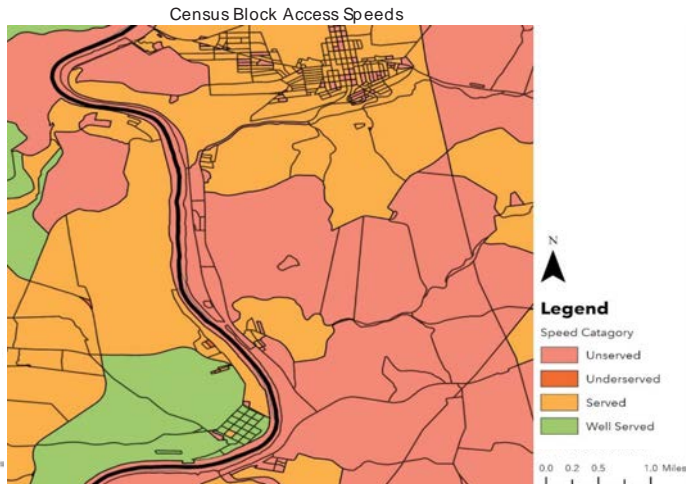 Census Block Access Speeds
N
Legend
Speed Catagory
Unserved
Underserved
Served
Well Served
0.0 0.2 0.5 1.0 Miles